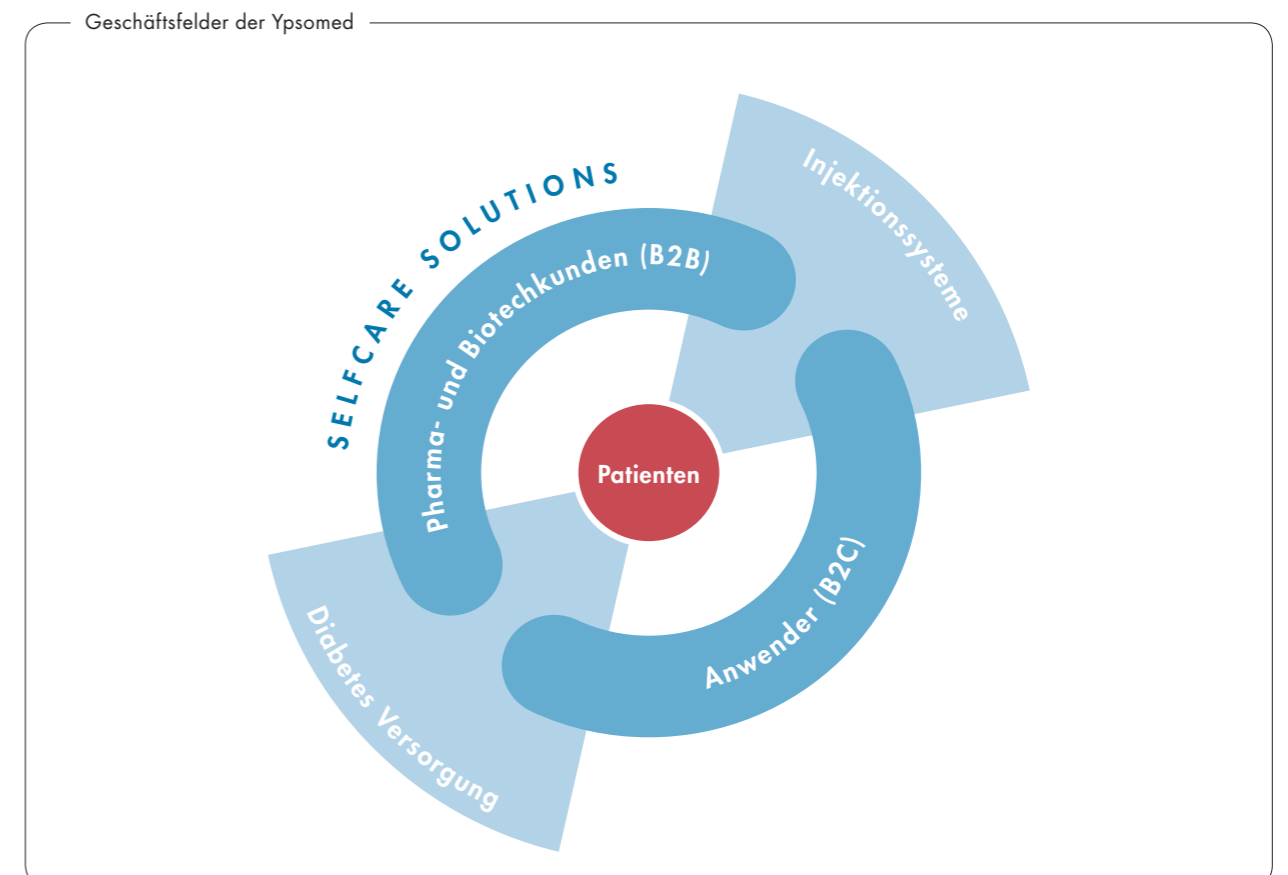 Geschäftsfelder der Ypsomed
SELFCARE SOLUTIONS
Injektionssysteme
Pharma- und Biotechkunden (B2B)
Patienten
Anwender (B2C)
Diabetes Versorgung